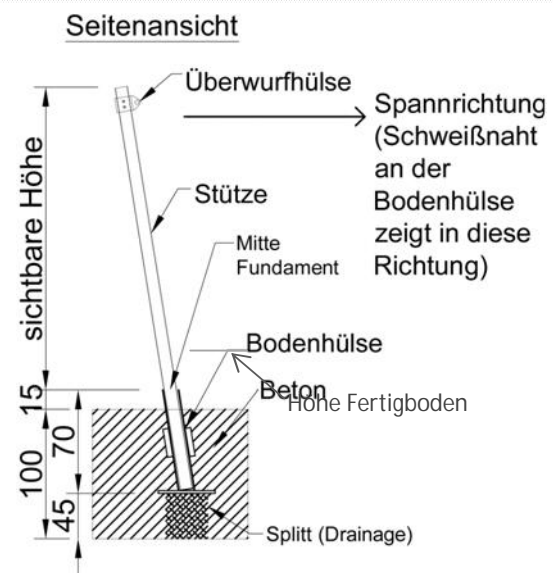 Seitenansicht
Überwurfhülse
Spannrichtung
(Schweißnaht
an der
Bodenhülse
zeigt in diese
Richtung)
sichtbare Höhe
Stütze
Mitte
Fundament
Bodenhülse
Beton
Höhe Fertigboden
15
70
100
45
Splitt (Drainage)